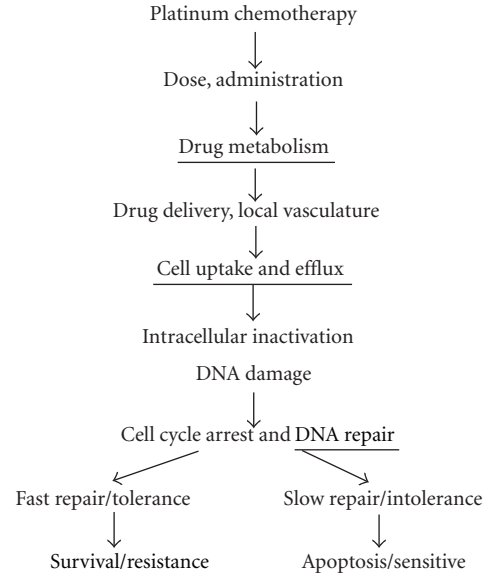 Platinum chemotherapy
Dose, administration
Drug metabolism
Drug delivery, local vasculature
Cell uptake and efflux
Intracellular inactivation
DNA damage
Cell cycle arrest and DNA repair
Fast repair/tolerance
Slow repair/intolerance
Survival/resistance
Apoptosis/sensitive